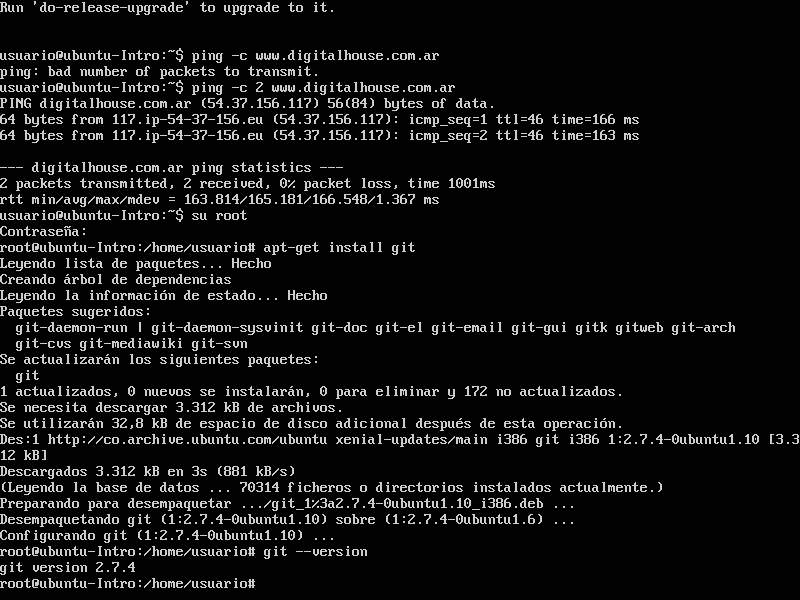 Run 'do-release-upgrade' to upgrade to it.
usuario@ubuntu-Intro:~$ ping -c www.digitalhouse.com.ar
ping: bad number of packets to transmit.
usuario@ubuntu-Intro:~$ ping -c 2 www.digitalhouse.com.ar
PING digitalhouse.com.ar (54.37.156.117) 56(84) bytes of data.
64 bytes from 117.ip-54-37-156.eu (54.37.156.117): icmp_seq=1 ttl=46 time=166 ms
64 bytes from 117.ip-54-37-156.eu (54.37.156.117): icmp_seq=2 ttl=46 time=163 ms
--- digitalhouse.com.ar ping statistics ---
2 packets transmitted, 2 received, 0% packet loss, time 1001ms
rtt min/avg/max/mdev = 163.814/165.181/166.548/1.367 ms
usuario@ubuntu-Intro:~$ su root
Contraseña:
root@ubuntu-Intro:/home/usuario# apt-get install git
Leyendo lista de paquetes... Hecho
Creando árbol de dependencias
Leyendo la información de estado... Hecho
Paquetes sugeridos:
  git-daemon-run | git-daemon-sysvinit git-doc git-el git-email git-gui gitk gitweb git-arch
  git-cvs git-mediawiki git-svn
Se actualizarán los siguientes paquetes:
  git
1 actualizados, 0 nuevos se instalarán, 0 para eliminar y 172 no actualizados.
Se necesita descargar 3.312 kB de archivos.
Se utilizarán 32,8 kB de espacio de disco adicional después de esta operación.
Des:1 http://co.archive.ubuntu.com/ubuntu xenial-updates/main i386 git i386 1:2.7.4-0ubuntu1.10 [3.3
12 kB]
Descargados 3.312 kB en 3s (881 kB/s)
(Leyendo la base de datos ... 70314 ficheros o directorios instalados actualmente.)
Preparando para desempaquetar .../git_1%3a2.7.4-0ubuntu1.10_i386.deb ...
Desempaquetando git (1:2.7.4-0ubuntu1.10) sobre (1:2.7.4-0ubuntu1.6) ...
Configurando git (1:2.7.4-0ubuntu1.10) ...
root@ubuntu-Intro:/home/usuario# git --version
git version 2.7.4
root@ubuntu-Intro:/home/usuario#